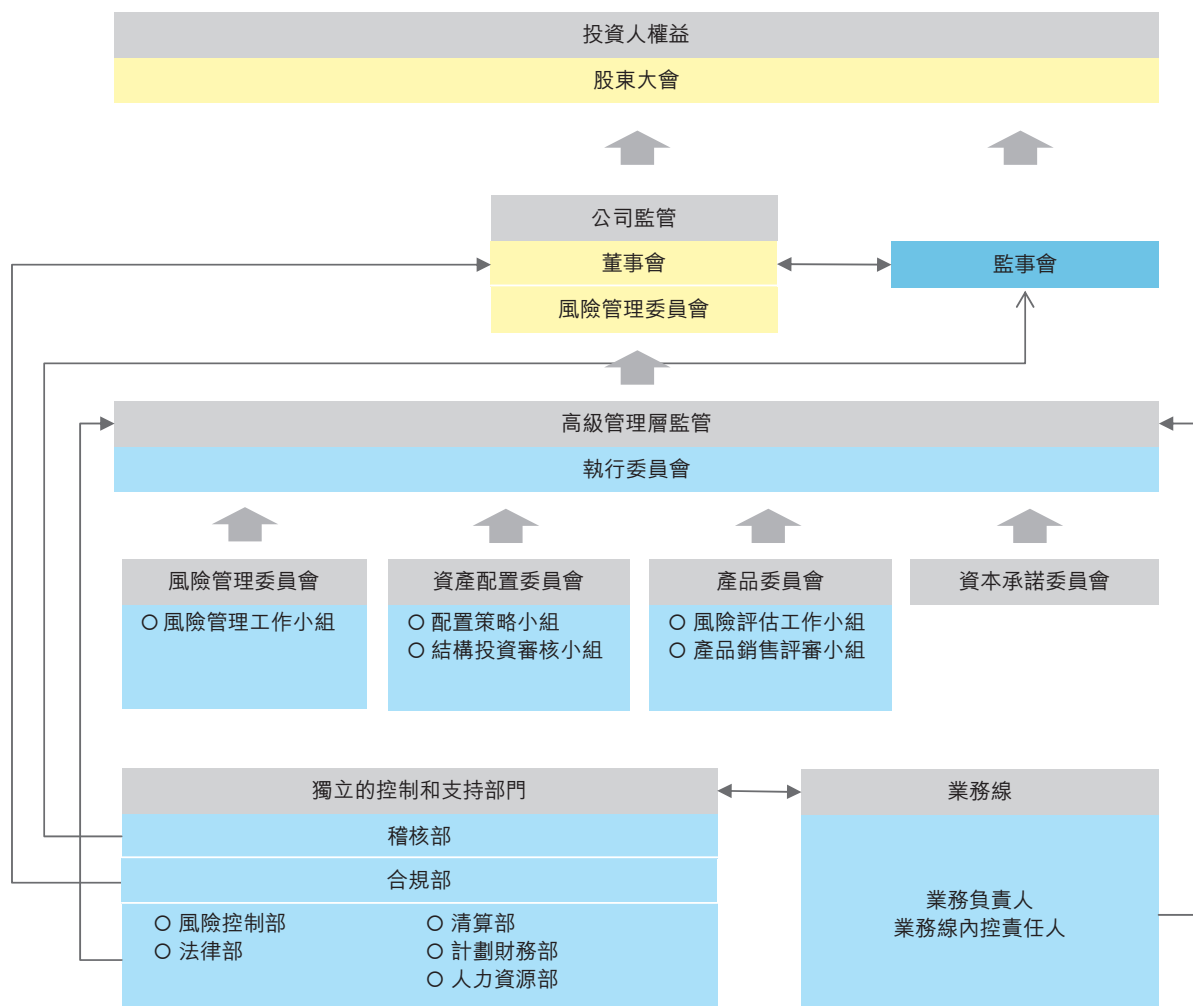 投資人權益
股東大會
公司監管
董事會
監事會
風險管理委員會
高級管理層監管
執行委員會
風險管理委員會
○ 風險管理工作小組
資產配置委員會
○ 配置策略小組
○ 結構投資審核小組
產品委員會
○ 風險評估工作小組
○ 產品銷售評審小組
資本承諾委員會
獨立的控制和支持部門
稽核部
合規部
○ 風險控制部
○ 法律部
○ 清算部
○ 計劃財務部
○ 人力資源部
業務線
業務負責人
業務線內控責任人